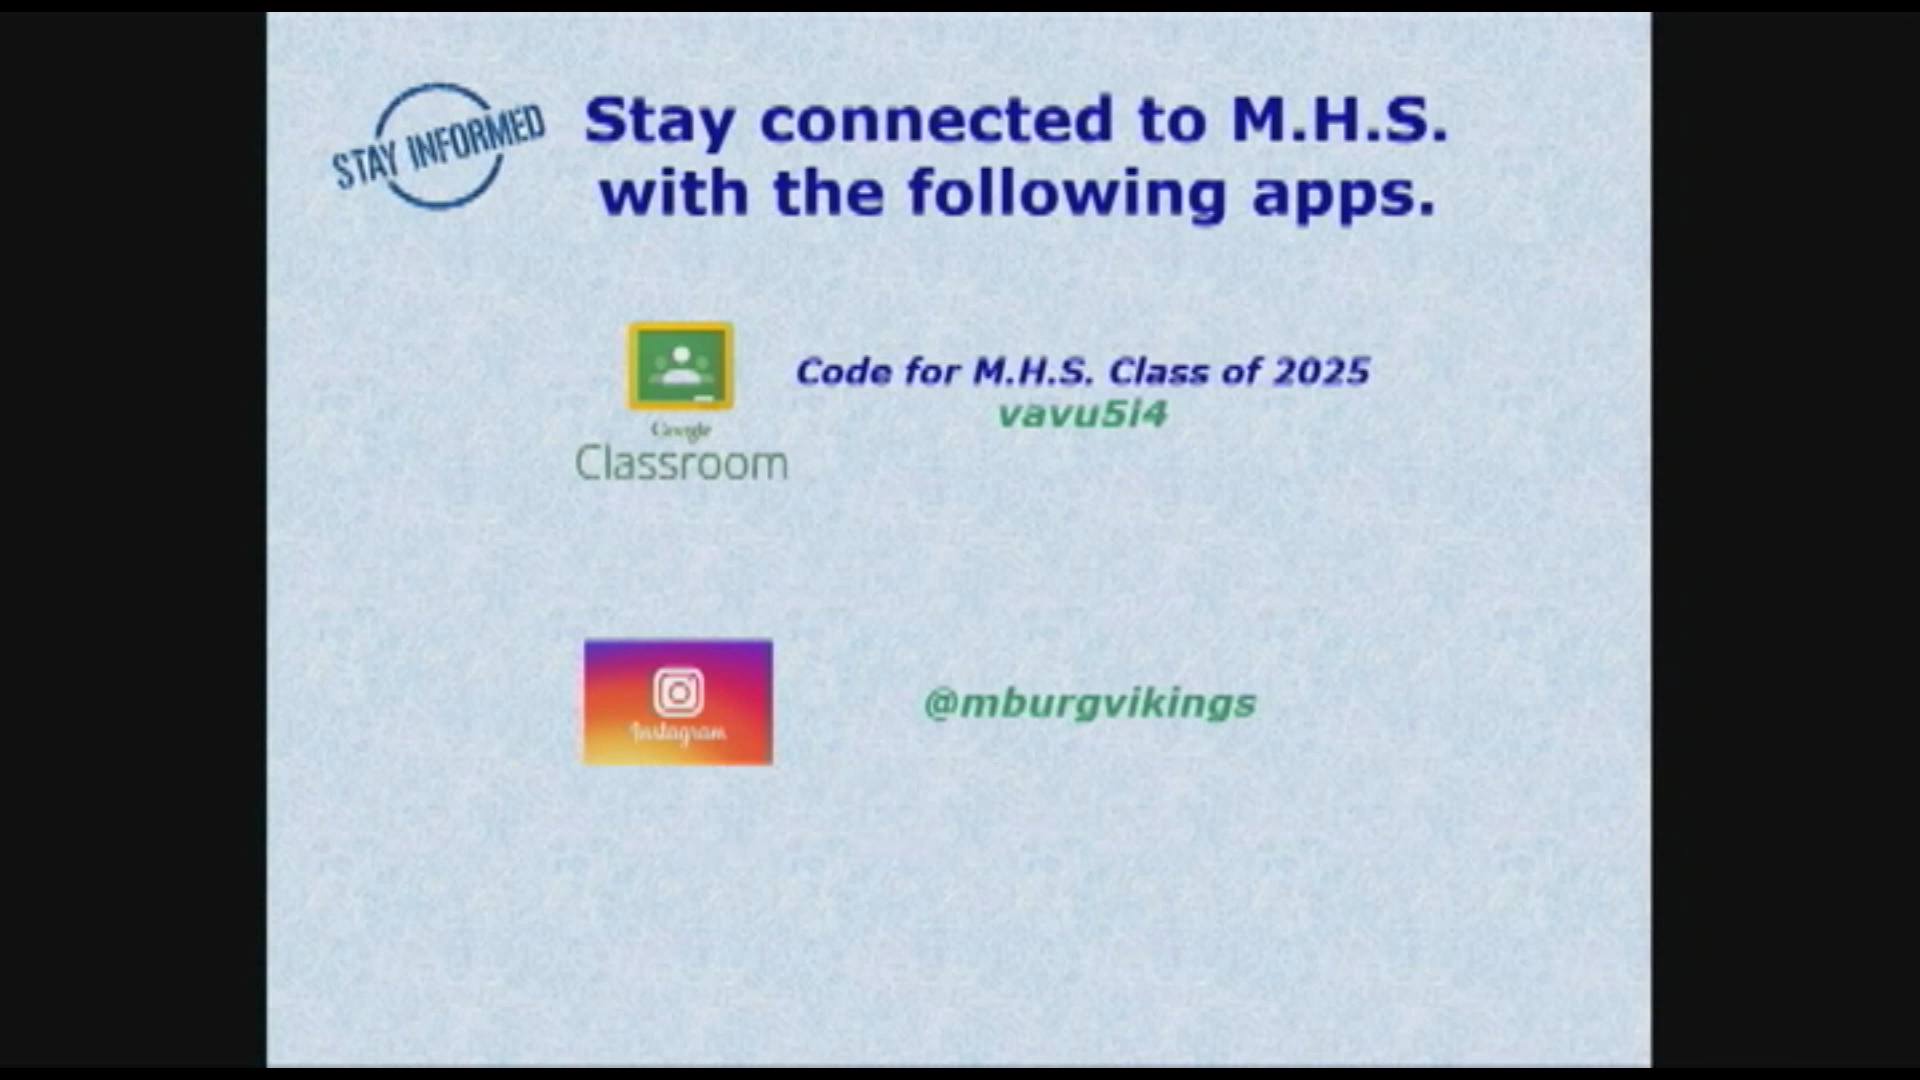 STAY INFORMED
Stay connected to M.H.S.
with the following apps.
Code for M.H.S. Class of 2025
vavu5i4
Google
Classroom
Instagram
@mburgvikings